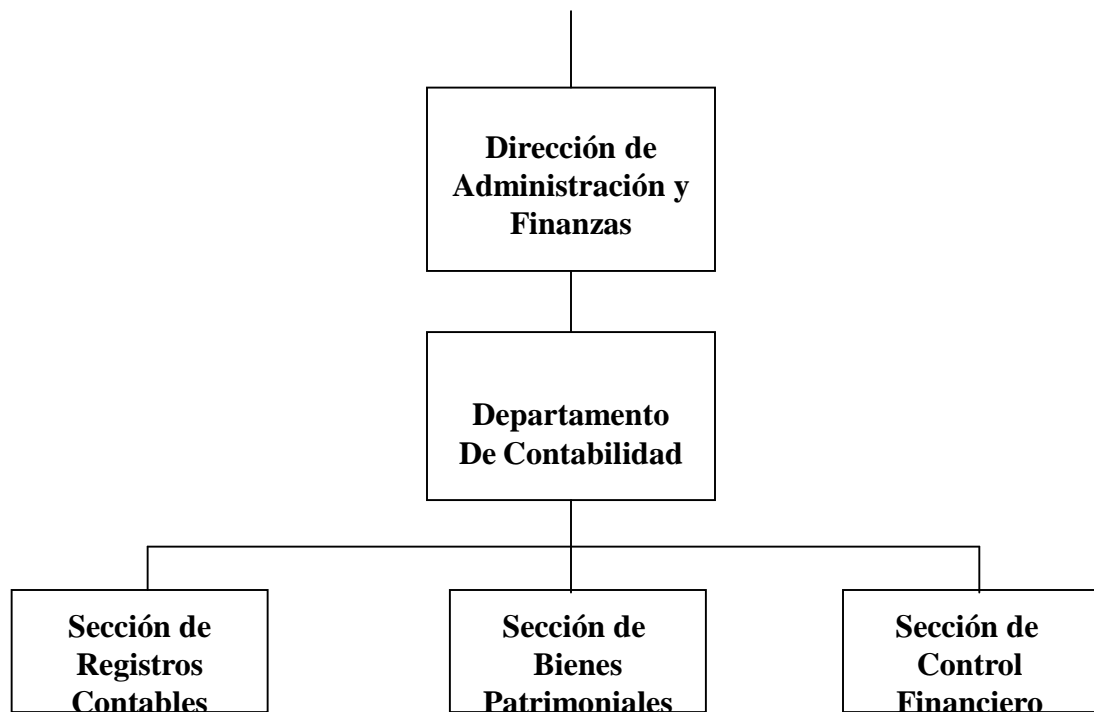 Dirección de
Administración y
Finanzas
Departamento
De Contabilidad
Sección de
Registros
Contables
Sección de
Bienes
Patrimoniales
Sección de
Control
Financiero